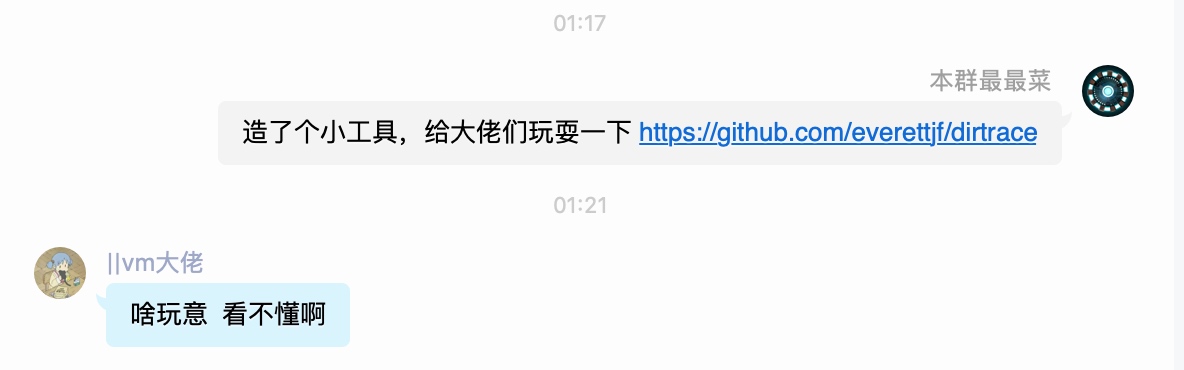 01:17
本群最最菜
造了个小工具，给大佬们玩耍一下 https://github.com/everettjf/dirtrace
01:21
||vm大佬
啥玩意 看不懂啊